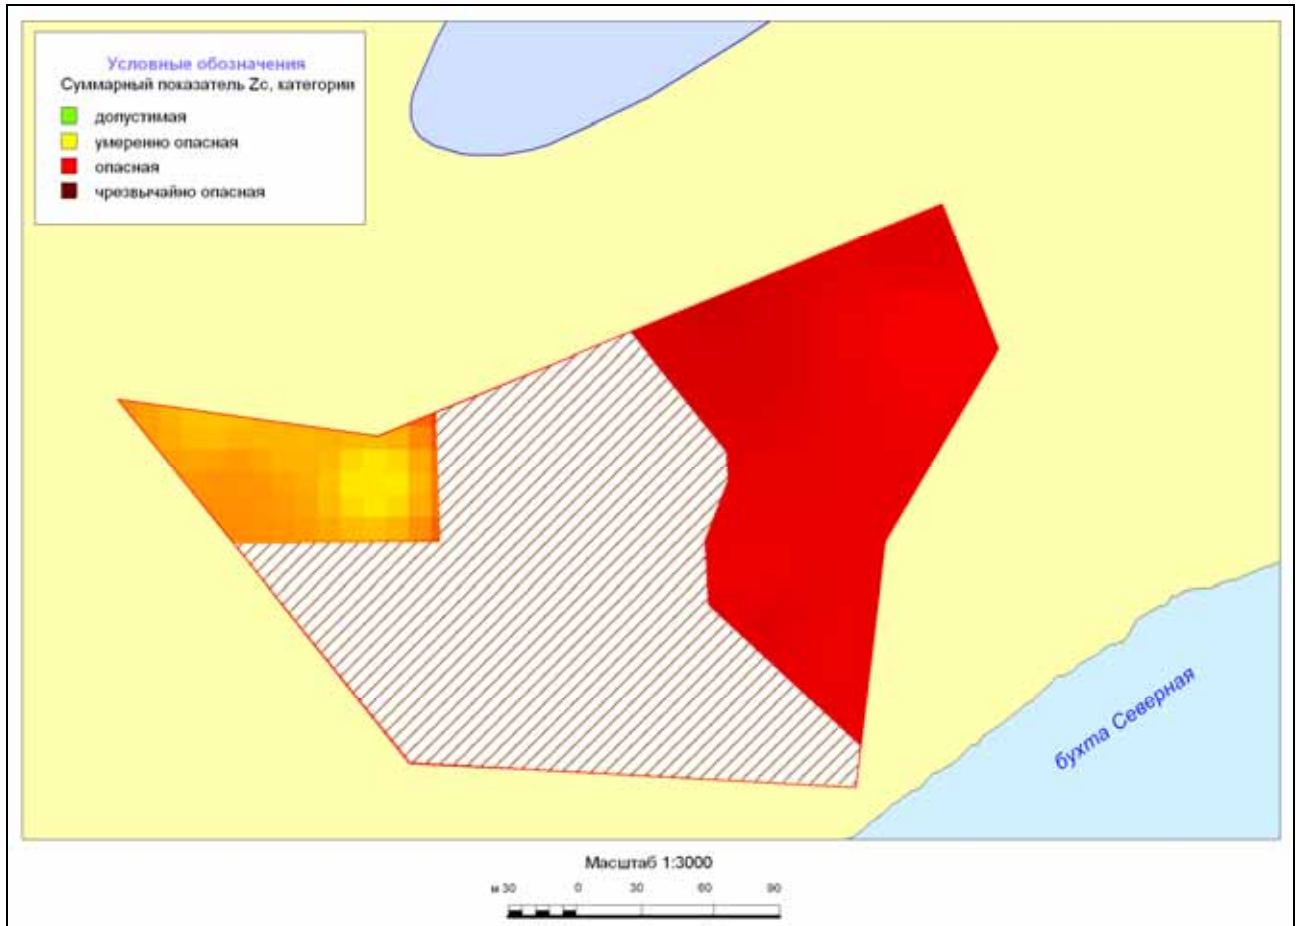 Условные обозначения
Суммарный показатель Zc, категории
допустимая
умеренно опасная
опасная
чрезвычайно опасная
бухта Северная
Масштаб 1:3000
м 30 0 30 60 90